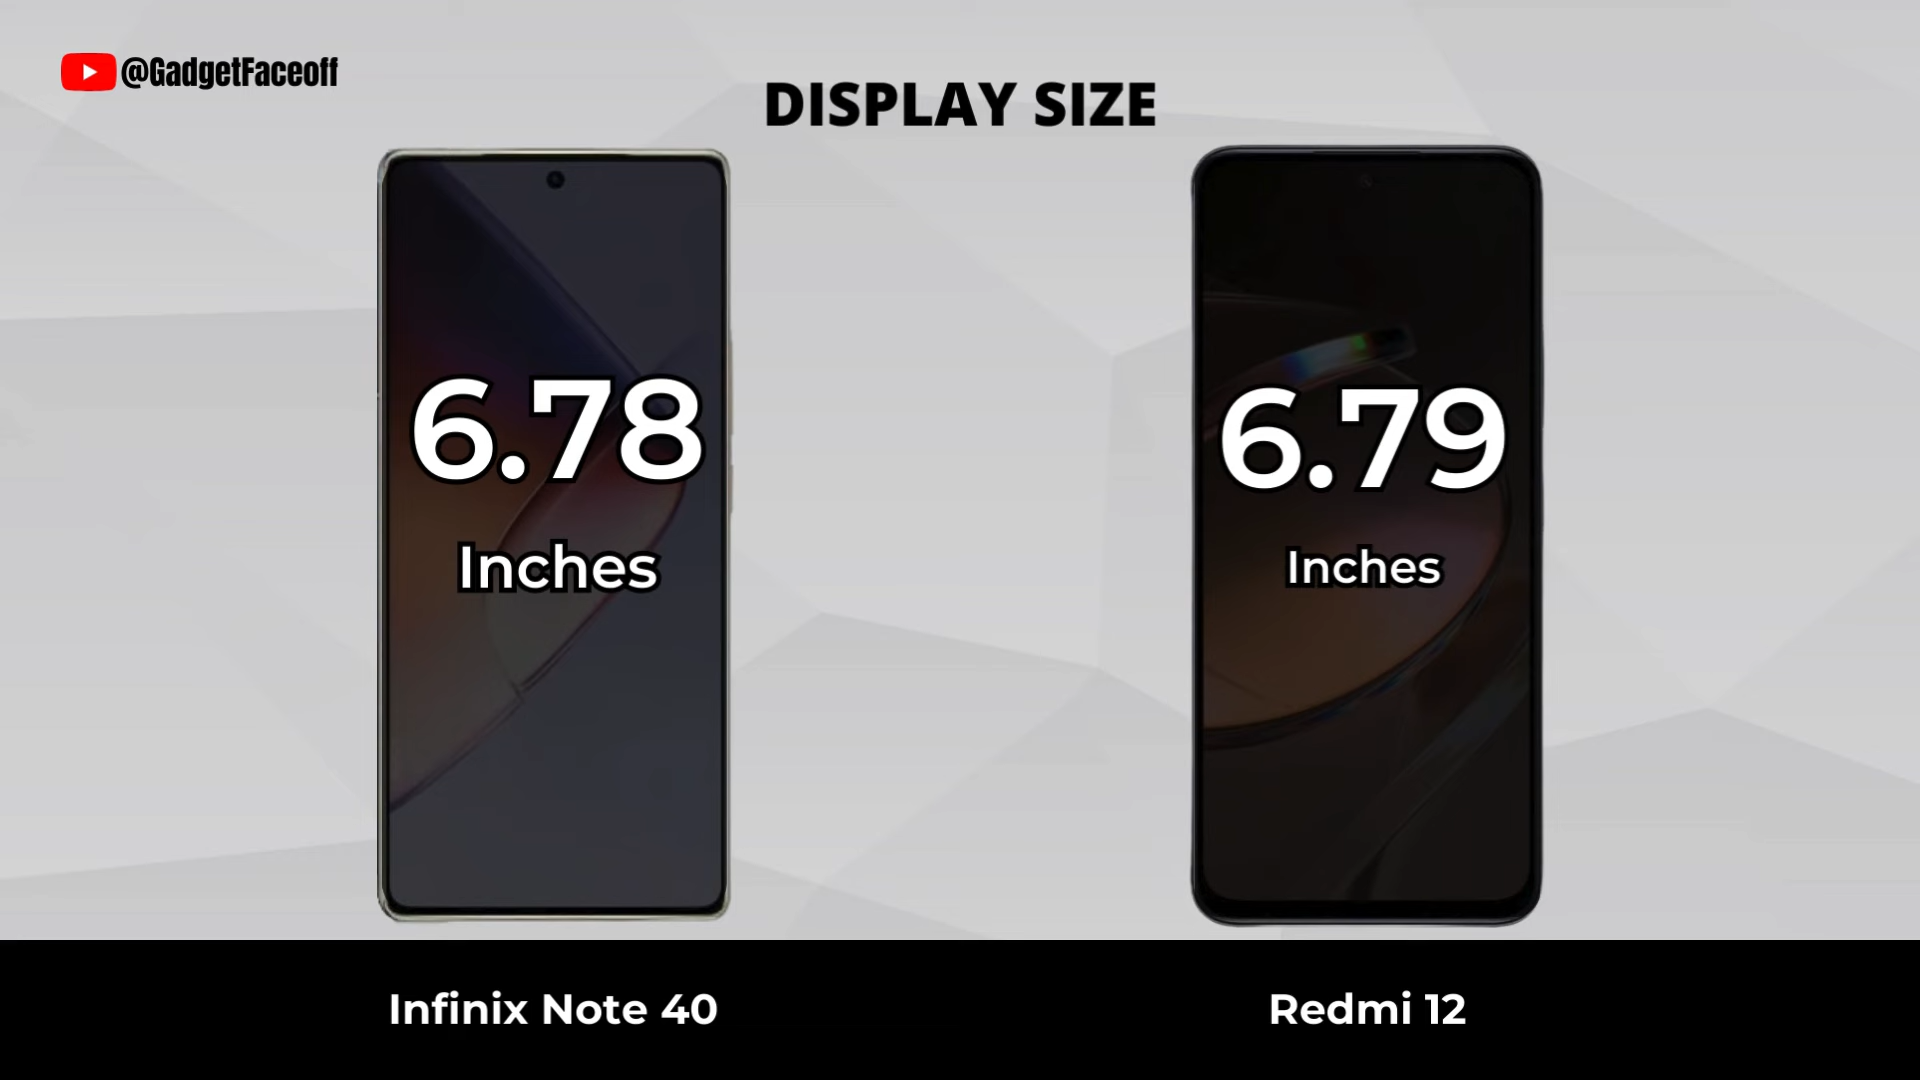 @GadgetFaceoff
DISPLAY SIZE
6.78
Inches
6.79
Inches
Infinix Note 40
Redmi 12